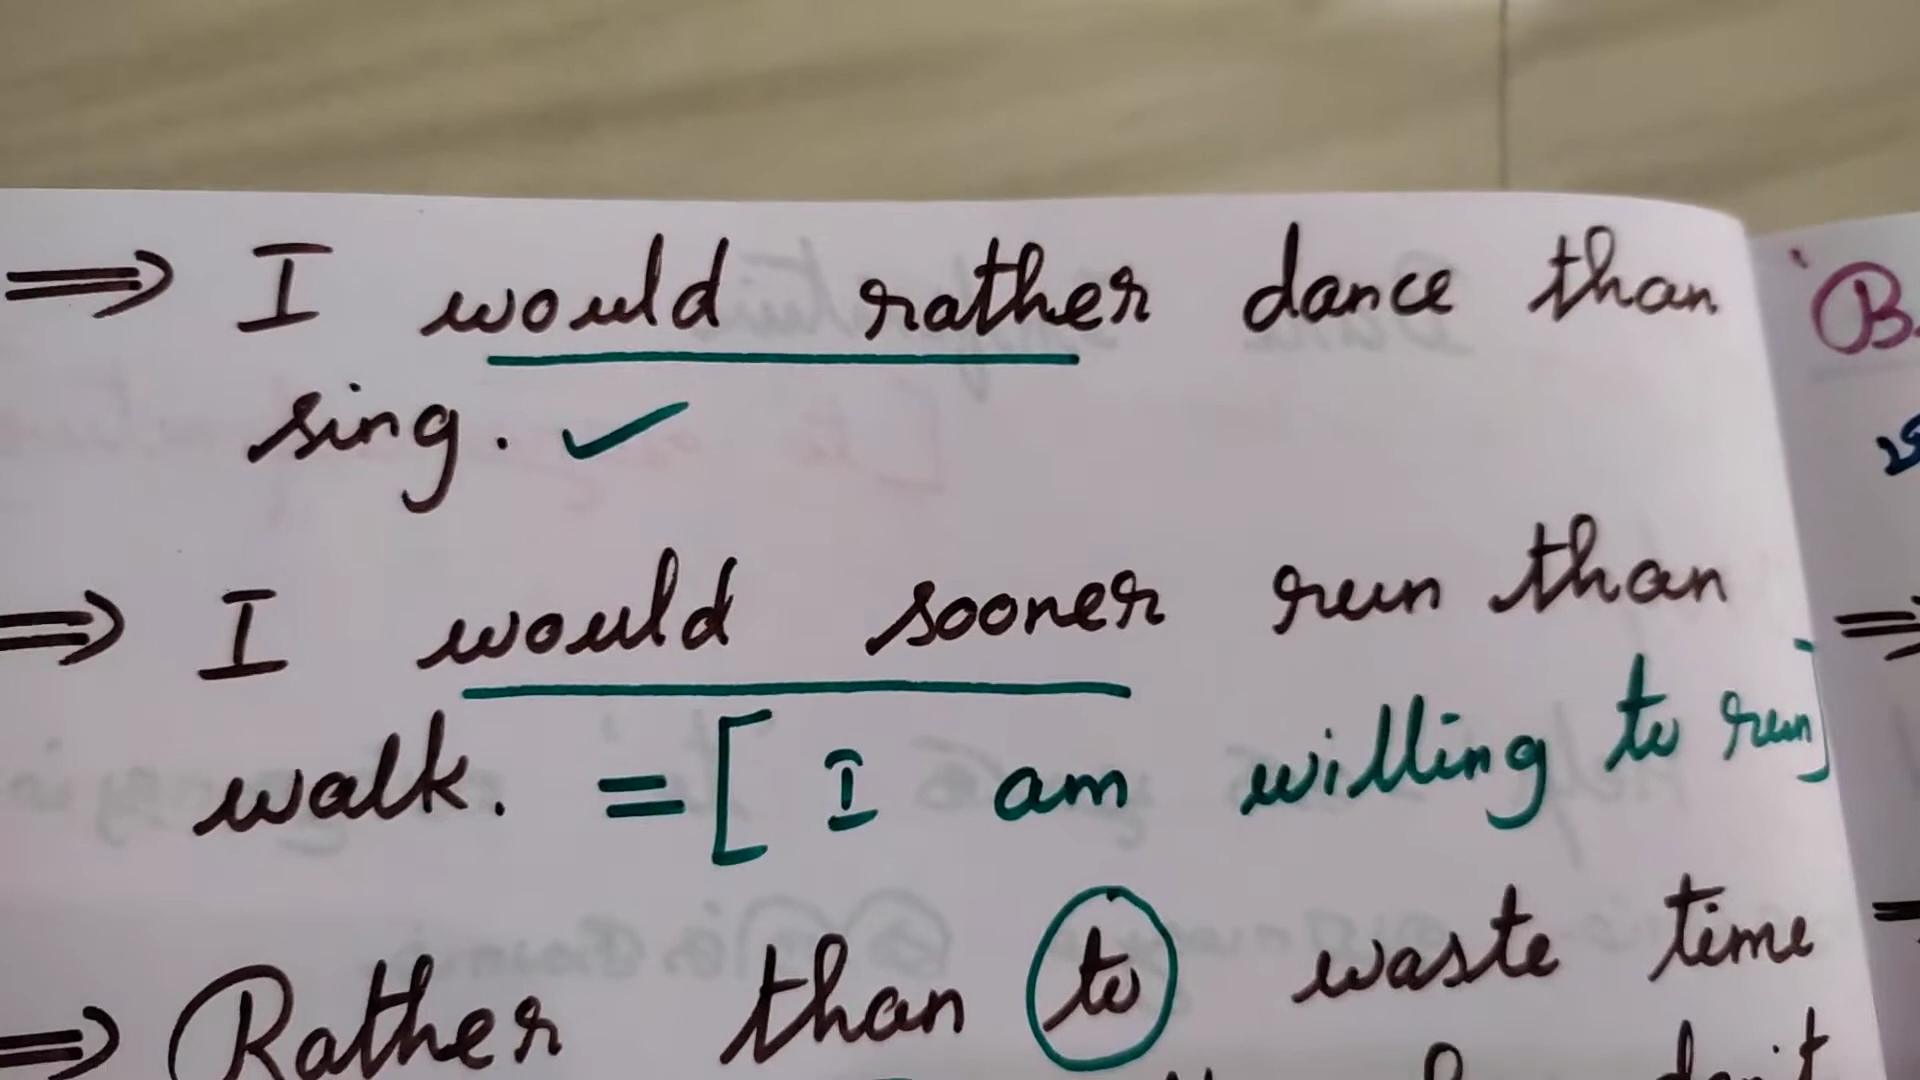 ⇒ I would rather dance than
sing. ✓
⇒ I would sooner run than
walk. = [ I am willing to run]
⇒ Rather than to waste time
don't
B.